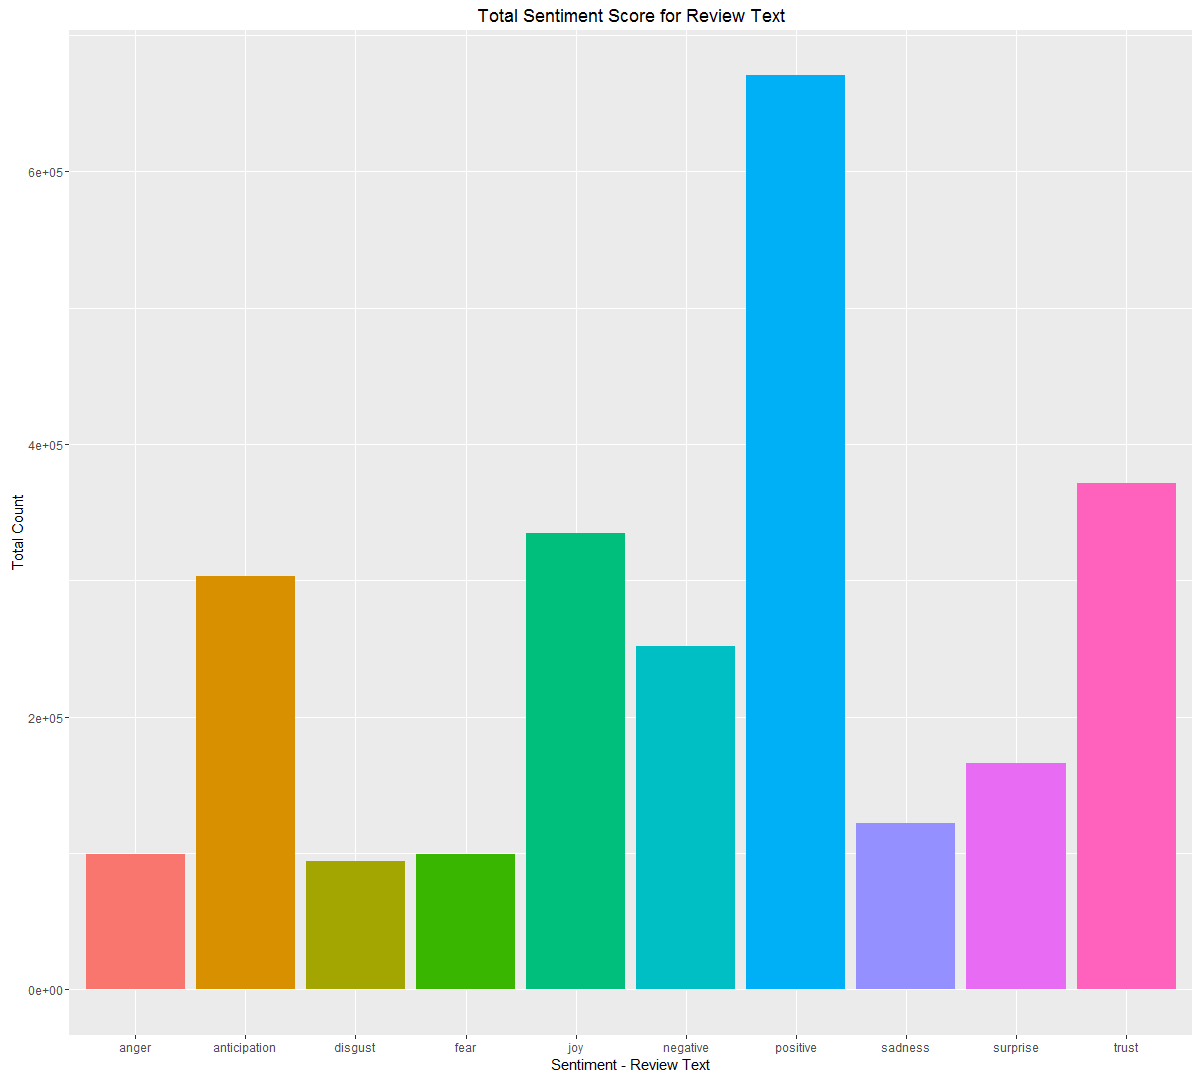 Total Sentiment Score for Review Text
Total Count
6e+05
4e+05
2e+05
0e+00
anger anticipation disgust fear joy negative positive sadness surprise trust
Sentiment - Review Text